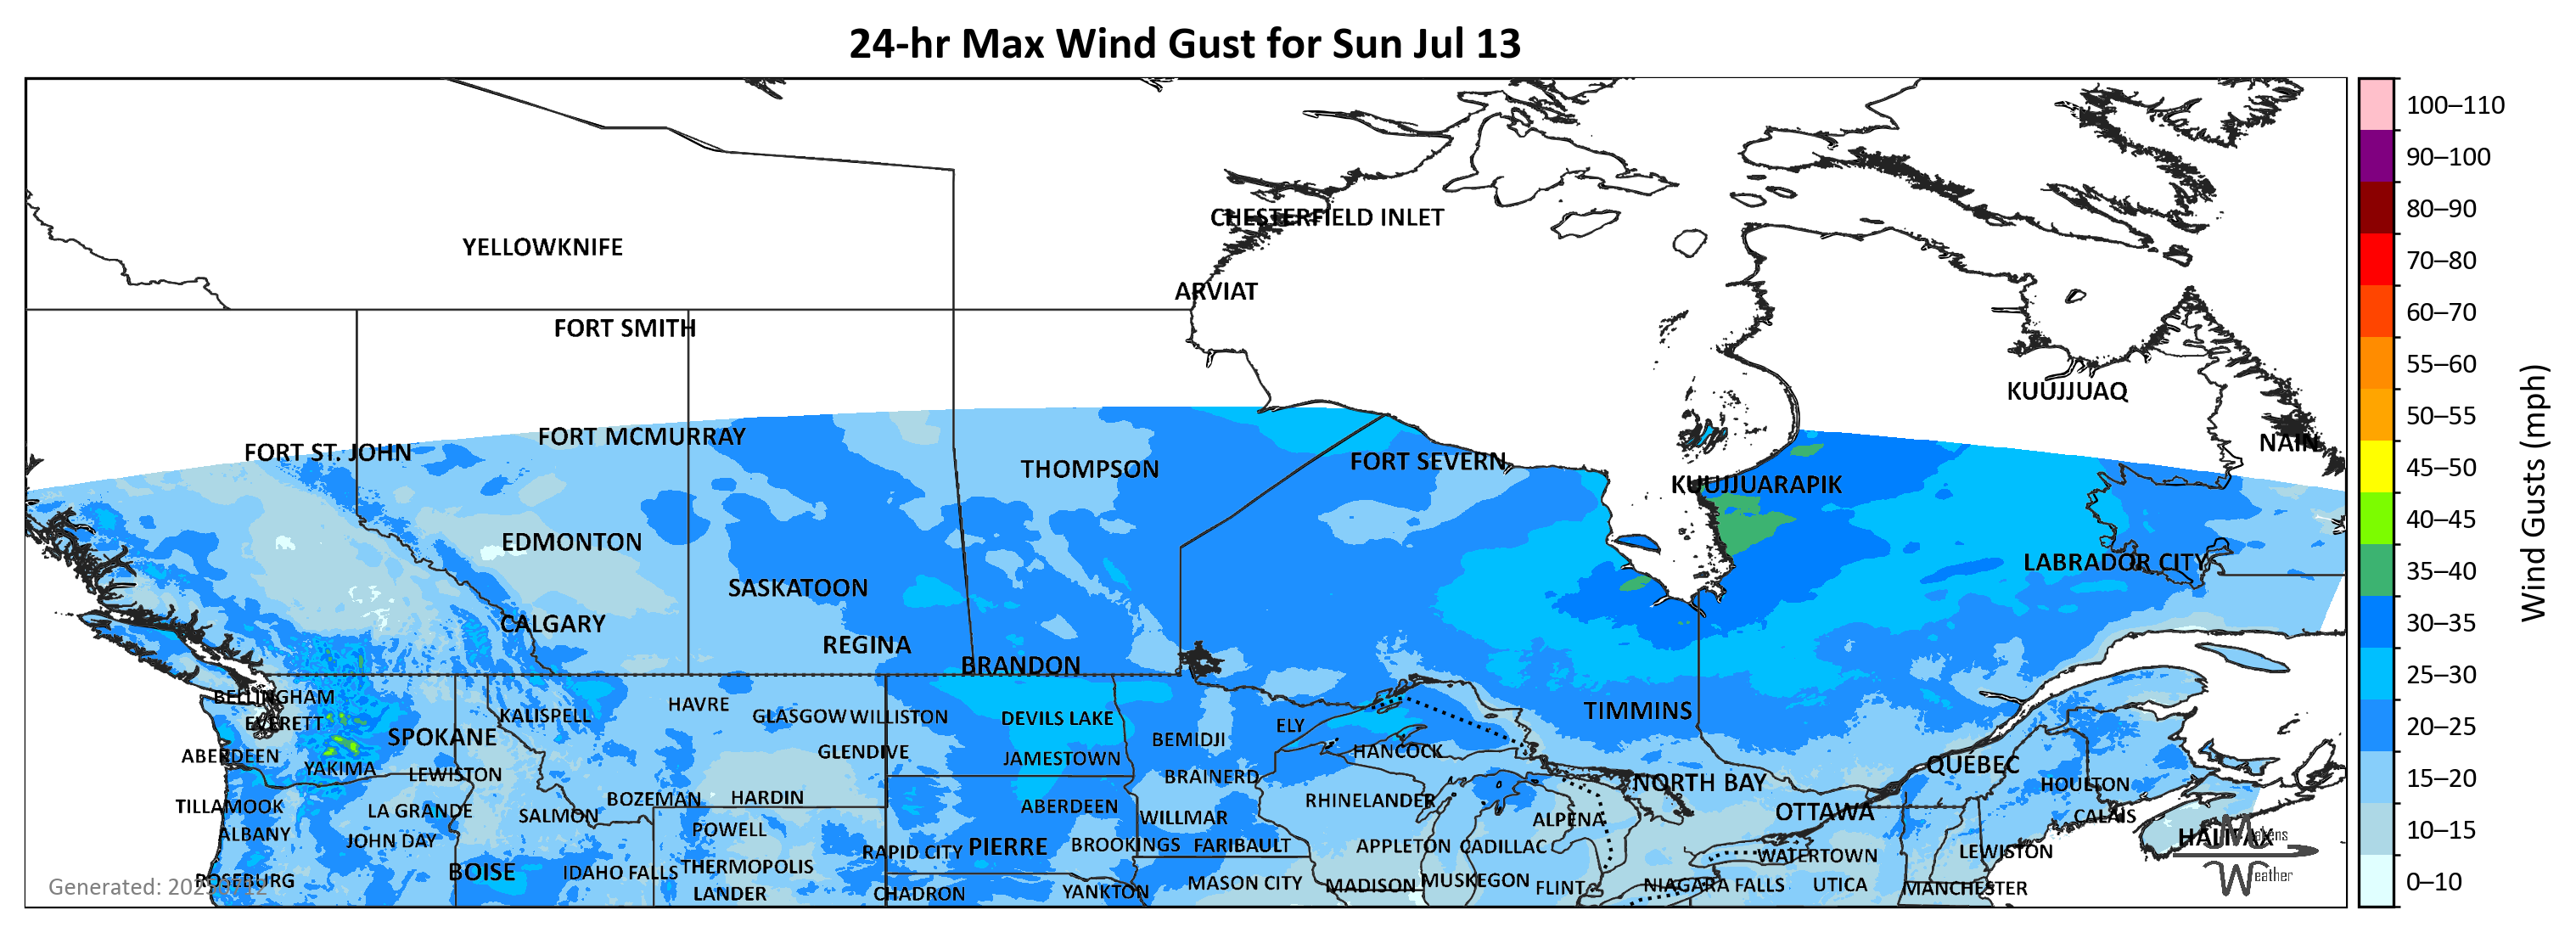 24-hr Max Wind Gust for Sun Jul 13
CHESTERFIELD INLET
YELLOWKNIFE
ARVIAT
FORT SMITH
KUUJJUAQ
FORT MCMURRAY
NAIN
FORT ST. JOHN
FORT SEVERN
THOMPSON
KUUJJUARAPIK
EDMONTON
LABRADOR CITY
SASKATOON
CALGARY
REGINA
BRANDON
BELLINGHAM
HAVRE
TIMMINS
KALISPELL
GLASGOW WILLISTON
DEVILS LAKE
EVERETT
ELY
SPOKANE
BEMIDJI
GLENDIVE
HANCOCK
ABERDEEN
JAMESTOWN
QUÉBEC
YAKIMA
LEWISTON
BRAINERD
NORTH BAY
HOULTON
BOZEMAN
HARDIN
RHINELANDER
TILLAMOOK
LA GRANDE
ABERDEEN
OTTAWA
SALMON
WILLMAR
ALPENA
CALAIS
ALBANY
POWELL
HALIFAX
Makens
JOHN DAY
RAPID CITY
PIERRE
BROOKINGS
FARIBAULT
APPLETON
CADILLAC
LEWISTON
WATERTOWN
THERMOPOLIS
BOISE
IDAHO FALLS
Weather
ROSEBURG
MUSKEGON
MASON CITY
MADISON
NIAGARA FALLS
UTICA
FLINT
MANCHESTER
LANDER
CHADRON
YANKTON
Generated:
100–110
90–100
80–90
70–80
60–70
55–60
50–55
45–50
40–45
35–40
30–35
25–30
20–25
15–20
10–15
0–10
Wind Gusts (mph)